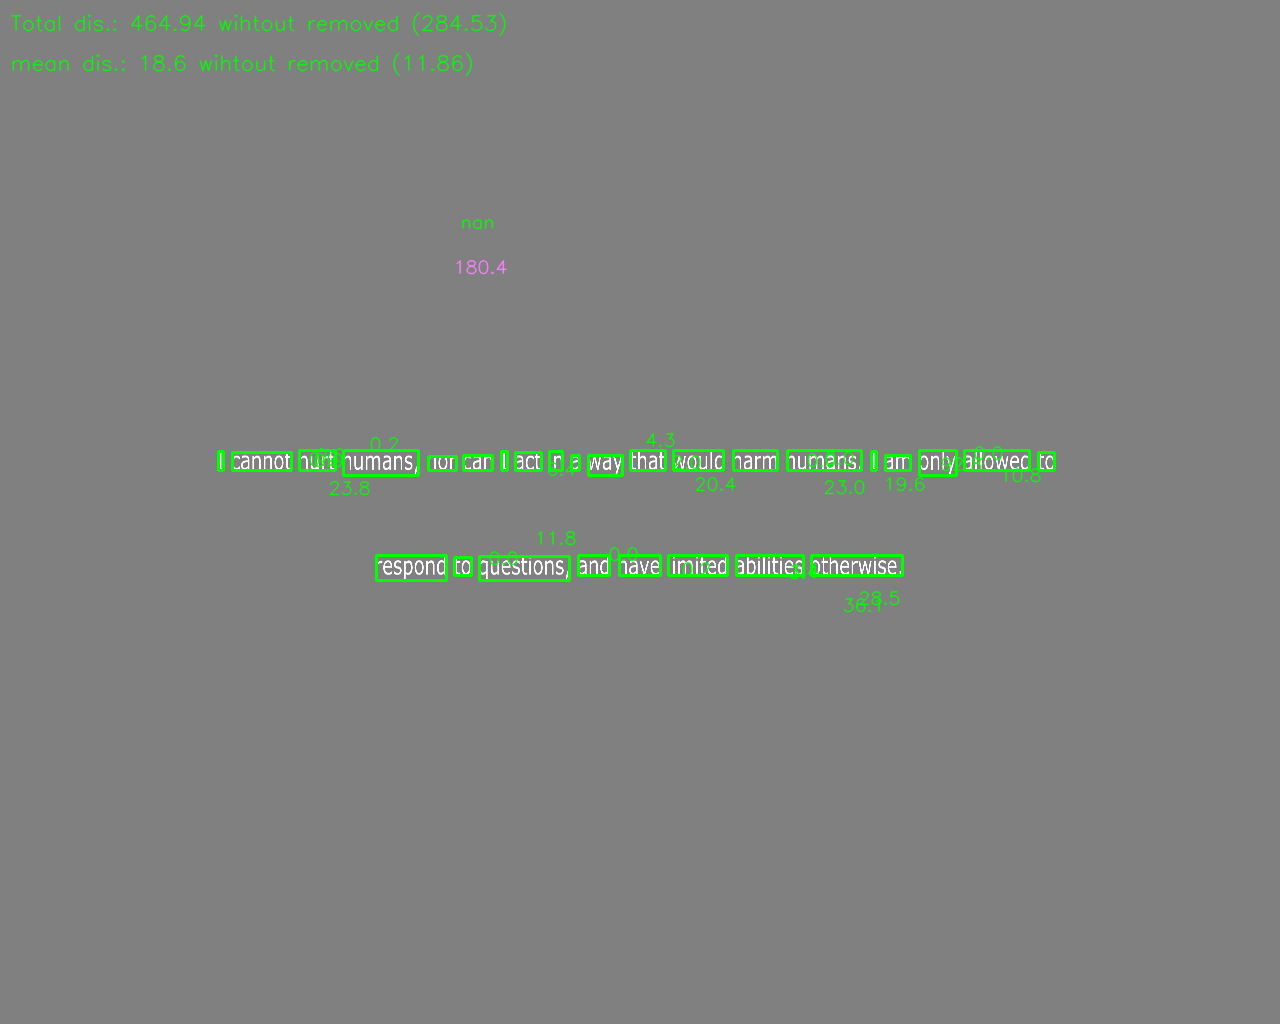 Total dis.: 464.94 wihtout removed (284.53)
mean dis.: 18.6 wihtout removed (11.86)
nan
180.4
4.3
0.2
I cannot hurt humans, nor can I act in a way that would harm humans. I am only allowed to
23.8 20.4 23.0 19.6 10.6
11.8
respond to questions, and have limited abilities otherwise.
28.5